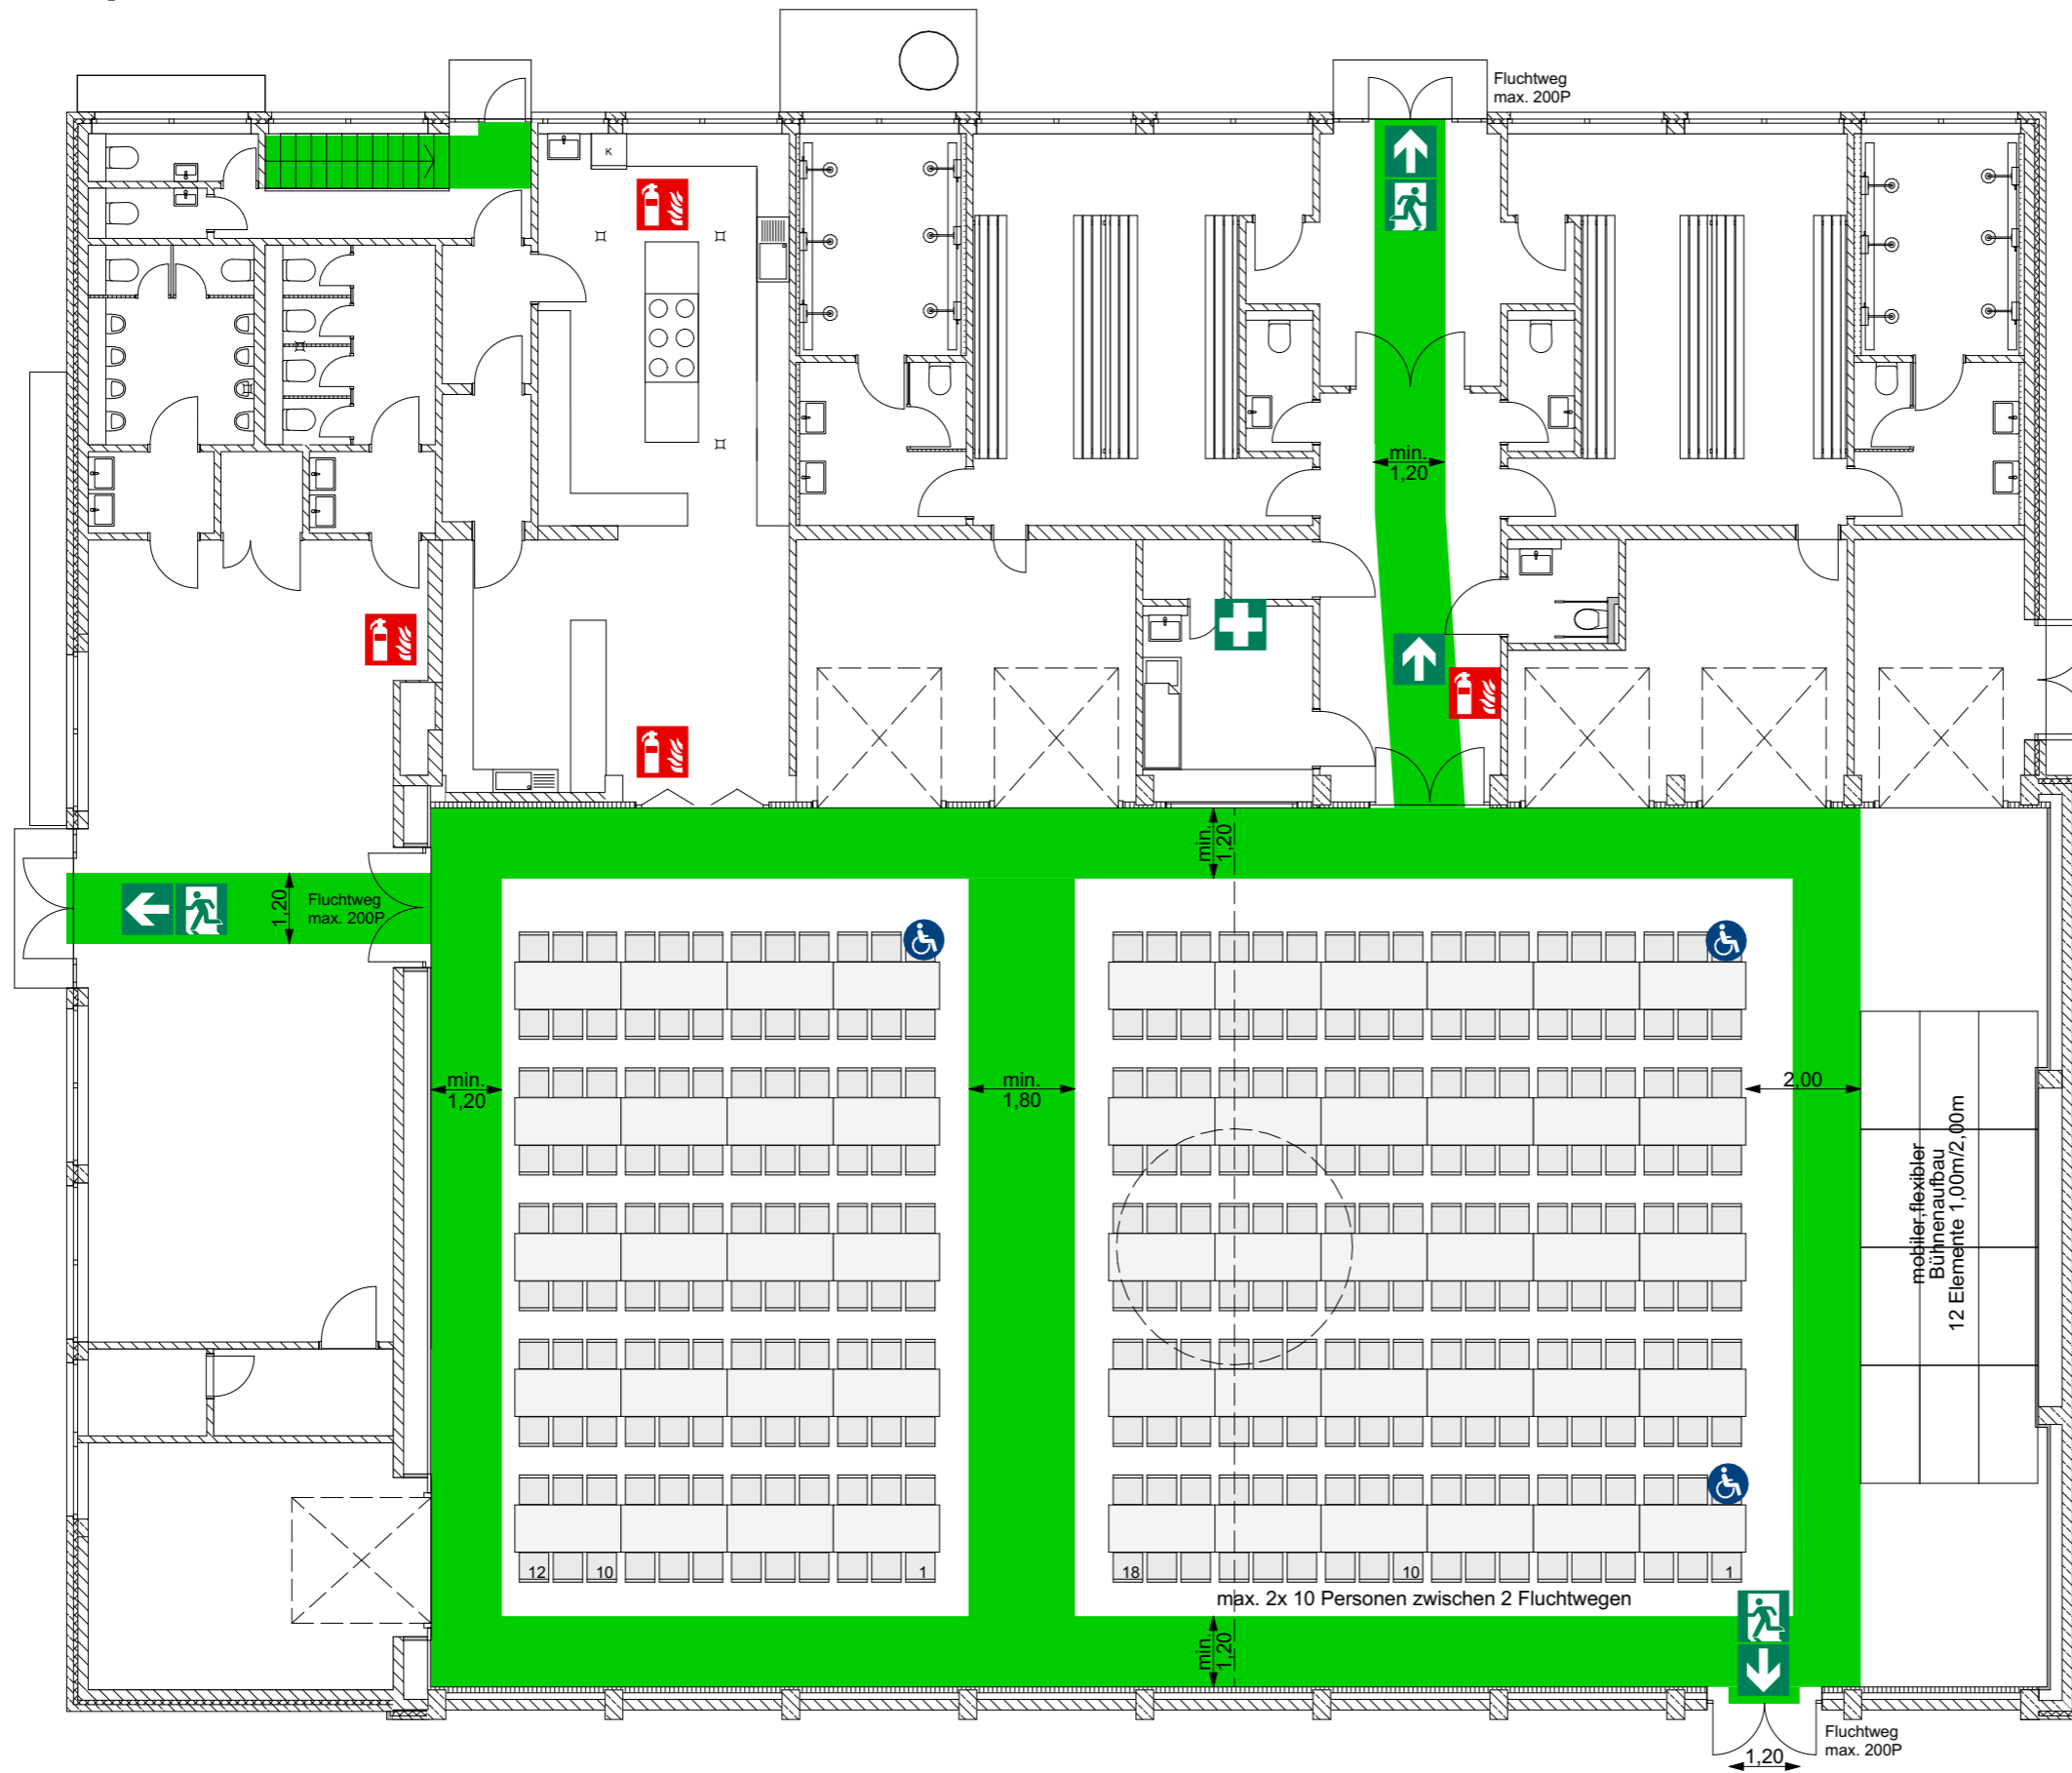 Fluchtweg
max. 200P
K
min.
1,20
min.
1,20
1,20
Fluchtweg
max. 200P
min.
1,20
min.
1,80
2,00
mobiler,flexibler
Bühnenaufbau
12 Elemente 1,00m/2,00m
12
10
1
18
10
1
max. 2x 10 Personen zwischen 2 Fluchtwegen
min.
1,20
Fluchtweg
max. 200P
1,20